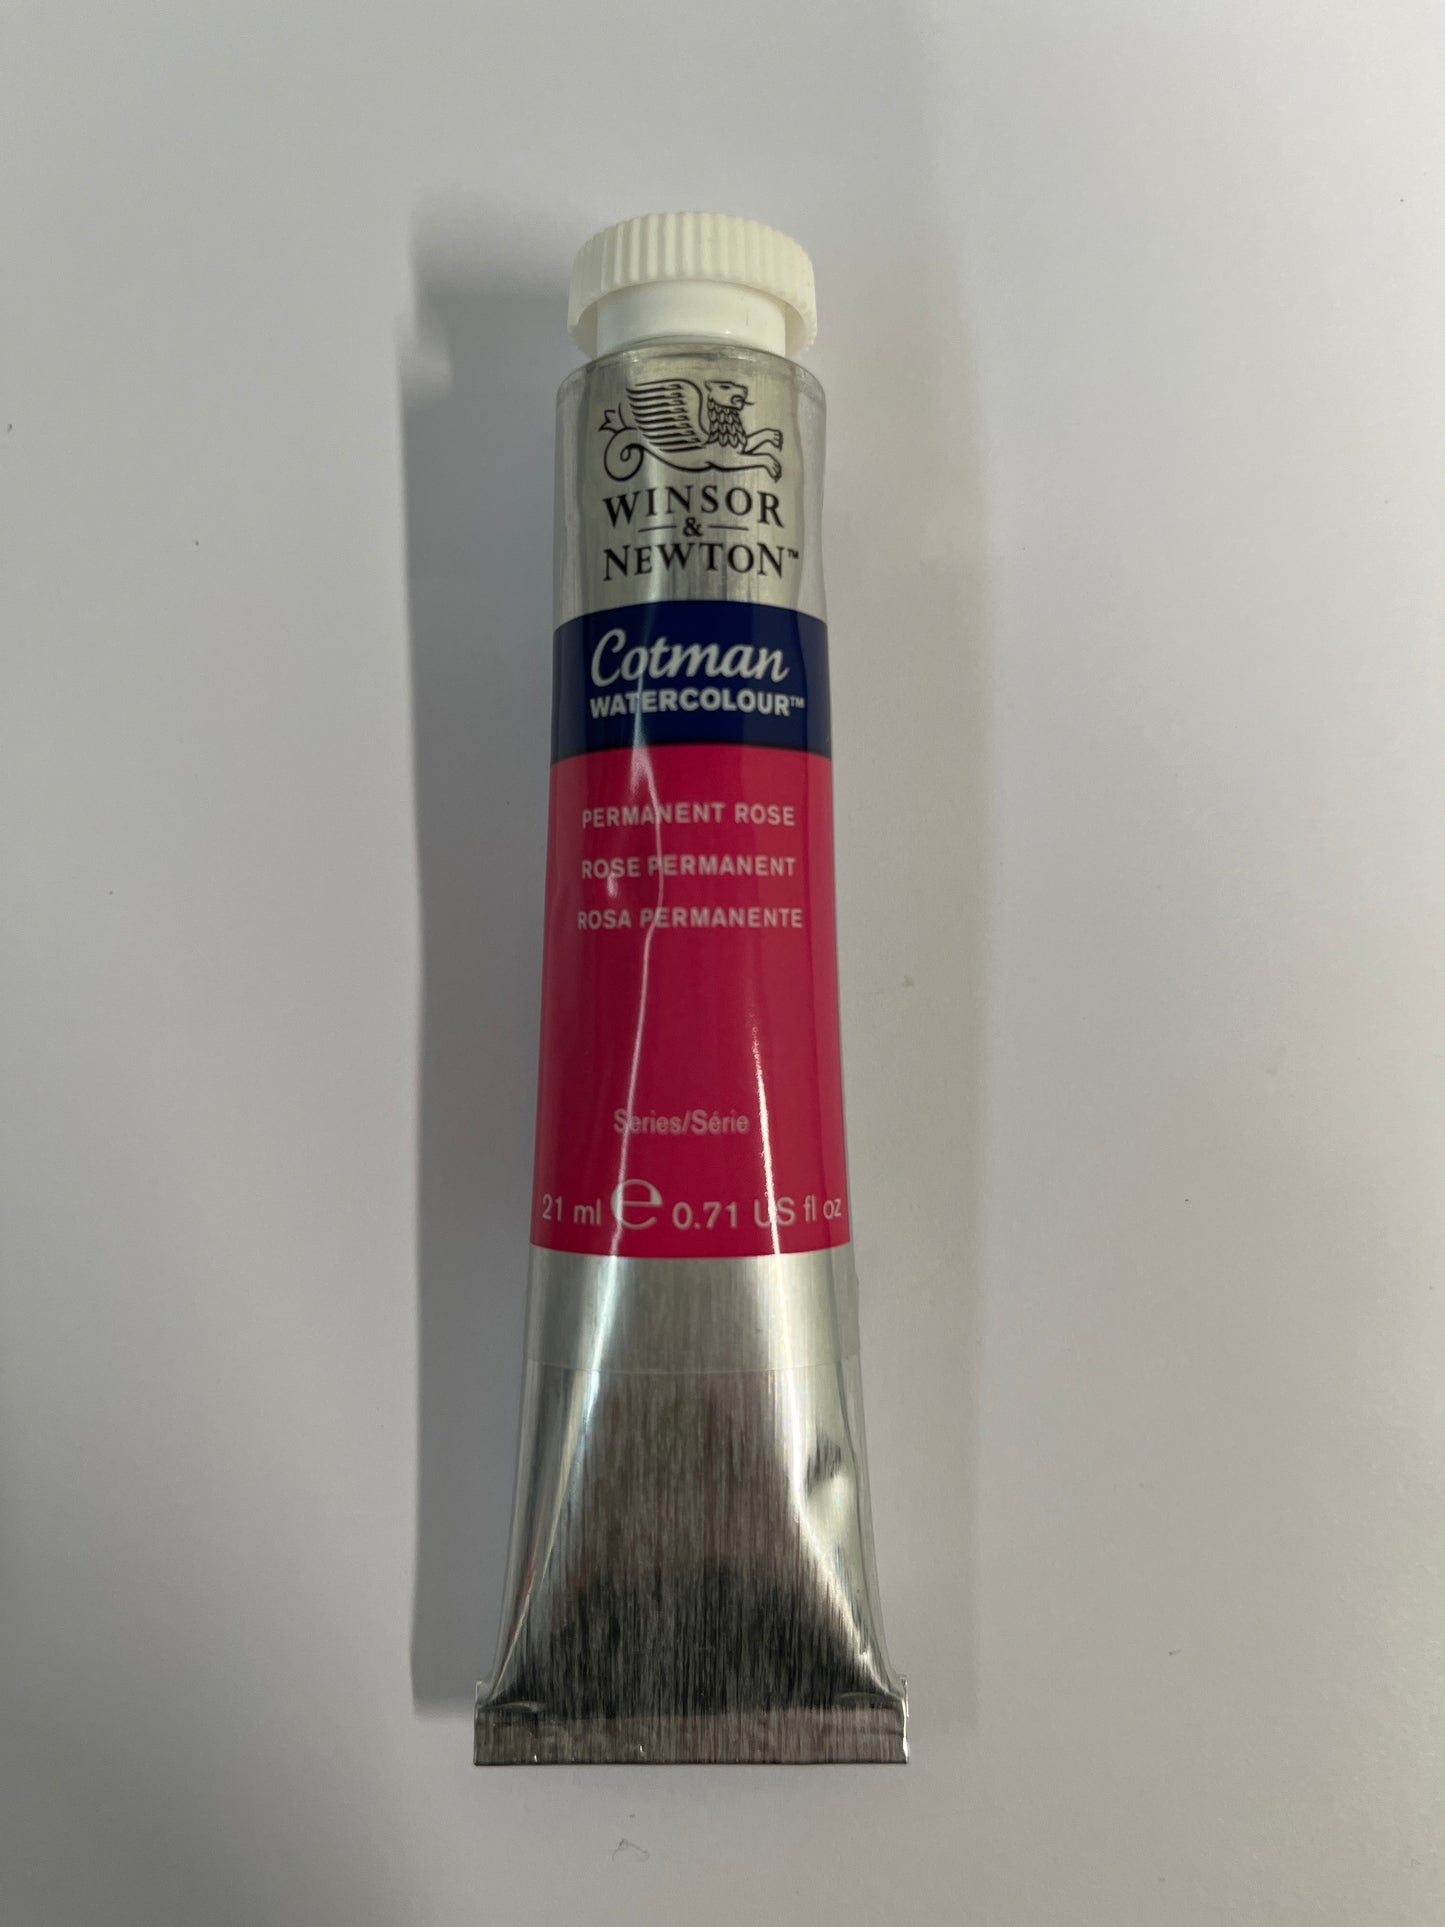 WINSOR
&
NEWTON™
Cotman
WATERCOLOUR™
PERMANENT ROSE
ROSE PERMANENT
ROSA PERMANENTE
Series/Série
21 ml ℮ 0.71 US fl oz